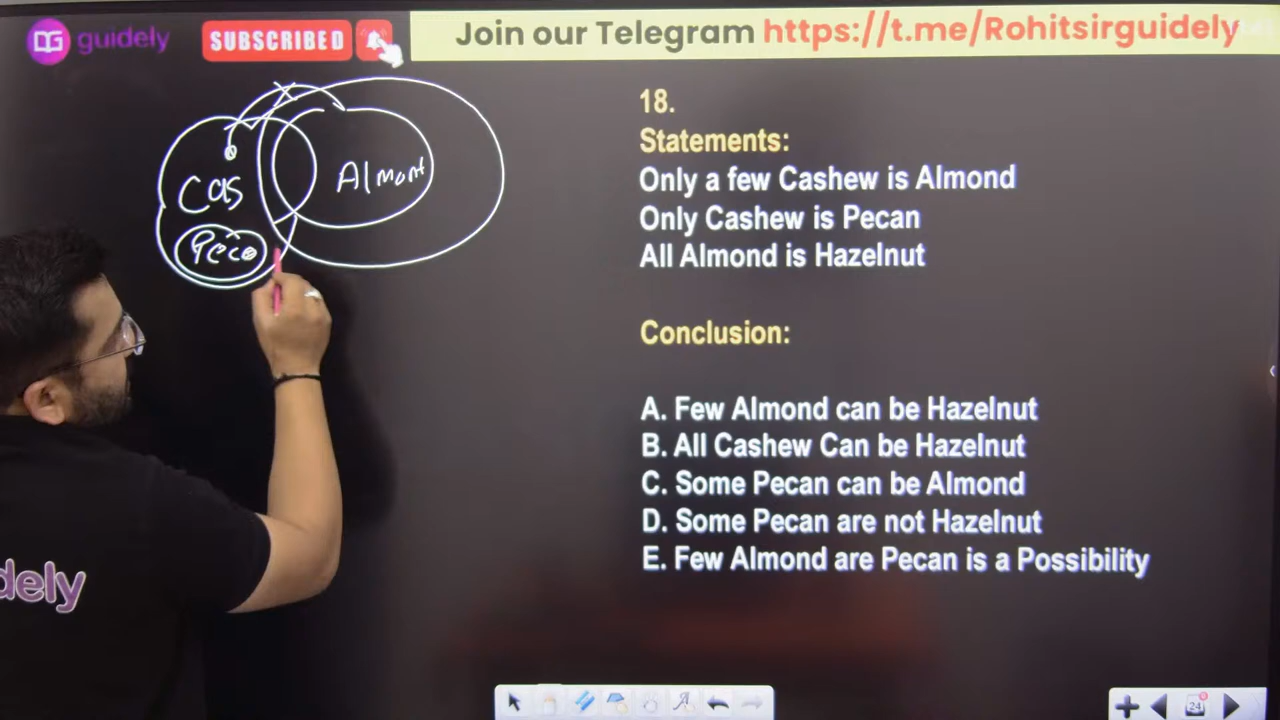 guidely
SUBSCRIBED
Join our Telegram https://t.me/Rohitsirguidely
18.
Statements:
Only a few Cashew is Almond
Only Cashew is Pecan
All Almond is Hazelnut
Conclusion:
A. Few Almond can be Hazelnut
B. All Cashew Can be Hazelnut
C. Some Pecan can be Almond
D. Some Pecan are not Hazelnut
E. Few Almond are Pecan is a Possibility
Cas
Almont
dely
24